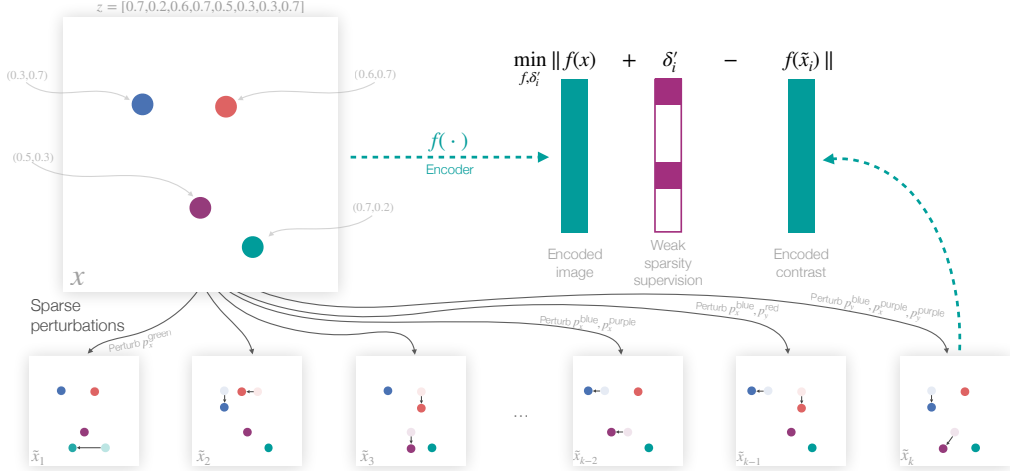 z = [0.7,0.2,0.6,0.7,0.5,0.3,0.3,0.7]
(0.3,0.7)
(0.6,0.7)
(0.5,0.3)
(0.7,0.2)
x
f( · )
Encoder
min ∥ f(x) + δ′ᵢ − f(x̃ᵢ) ∥
f,δ′ᵢ
Encoded
image
Weak
sparsity
supervision
Encoded
contrast
Sparse
perturbations
Perturb pₓ^green
Perturb pₓ^blue, pₓ^purple
Perturb pₓ^blue, p_y^red
Perturb pₓ^blue, pₓ^purple, p_y^purple
x̃₁
x̃₂
x̃₃
...
x̃ₖ₋₂
x̃ₖ₋₁
x̃ₖ